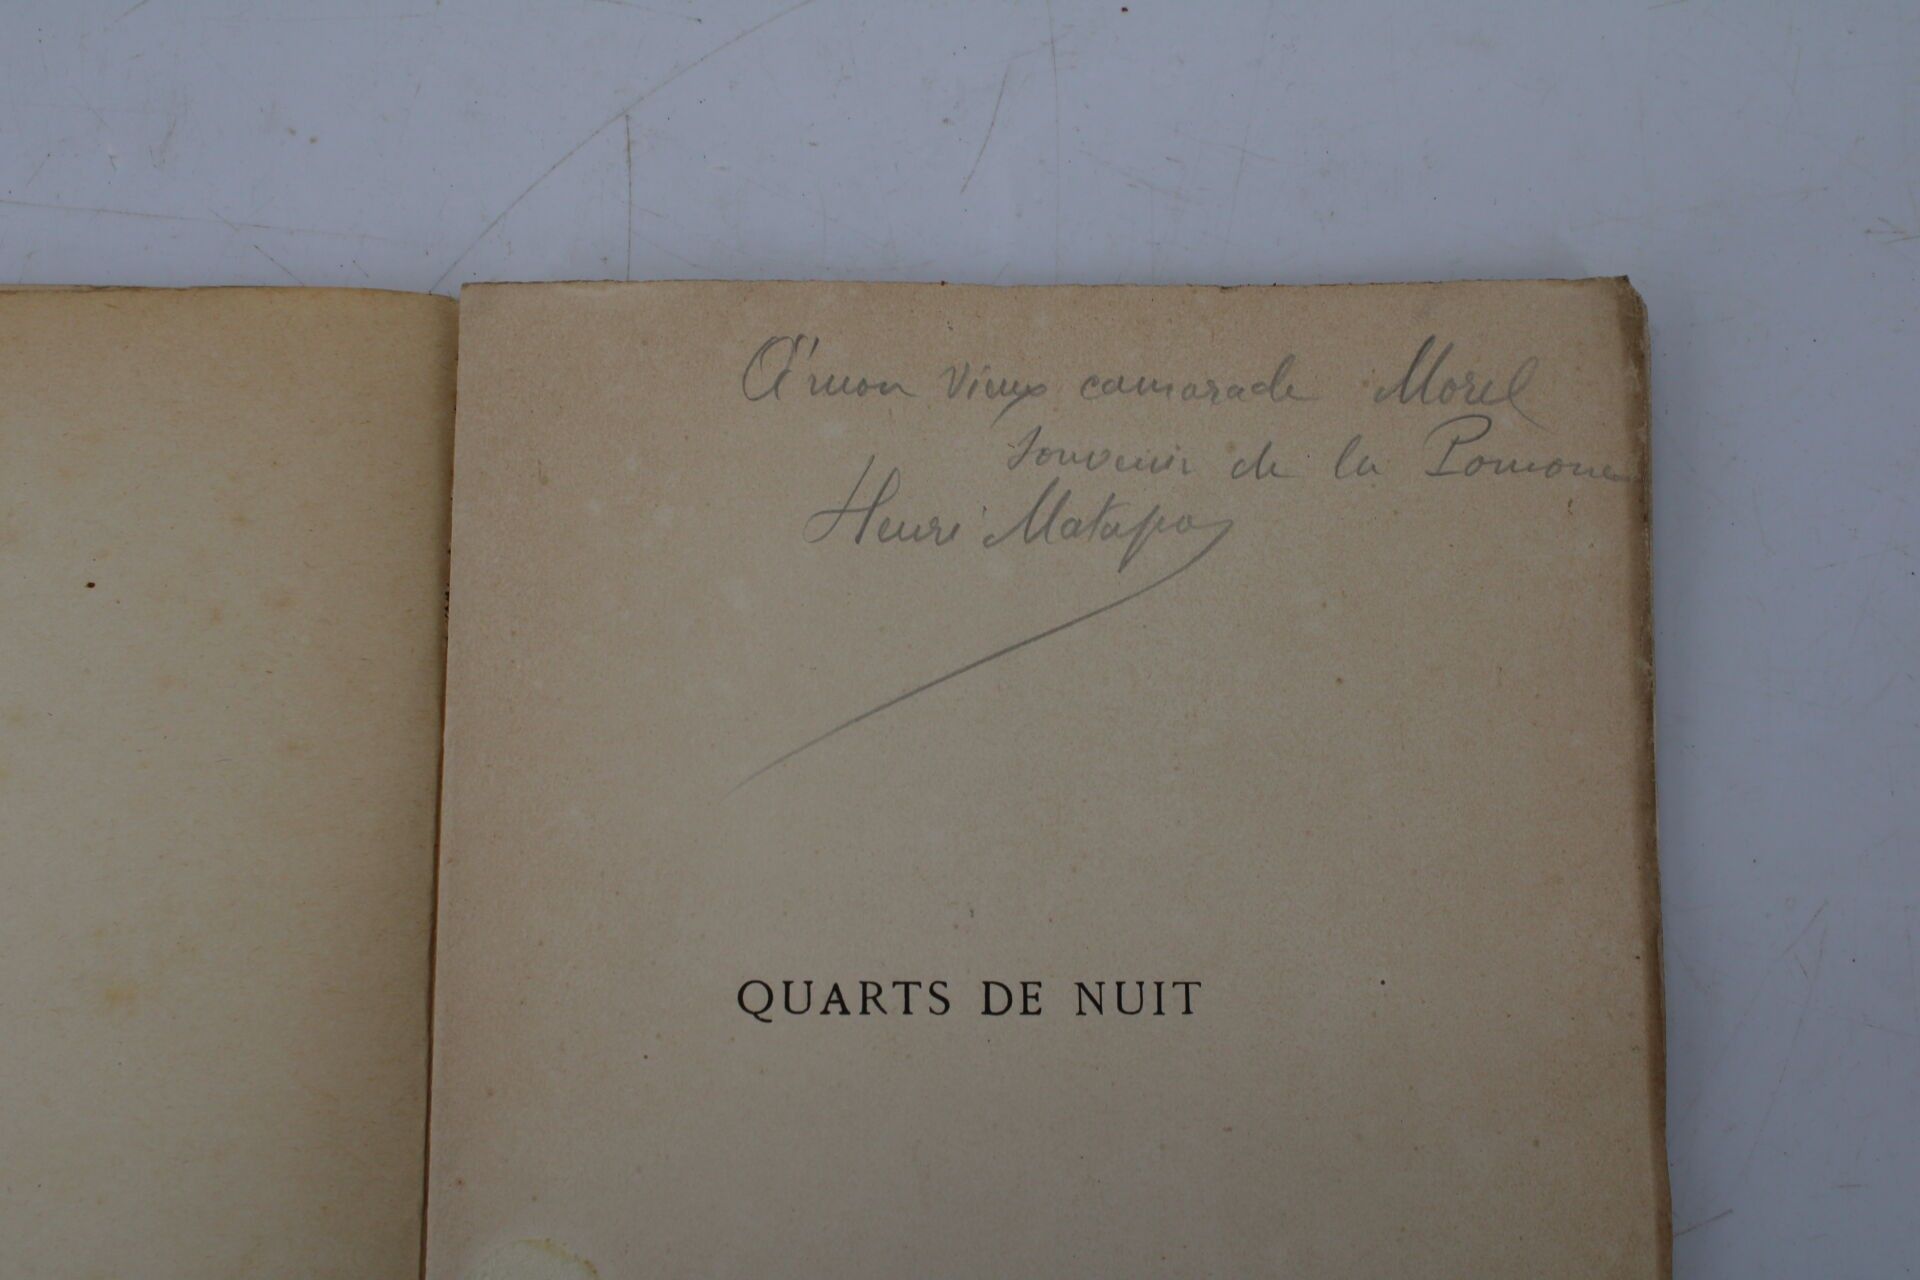 A' mon vieux camarade Morel
souvenir de la Pomone
Henri Matapo
QUARTS DE NUIT